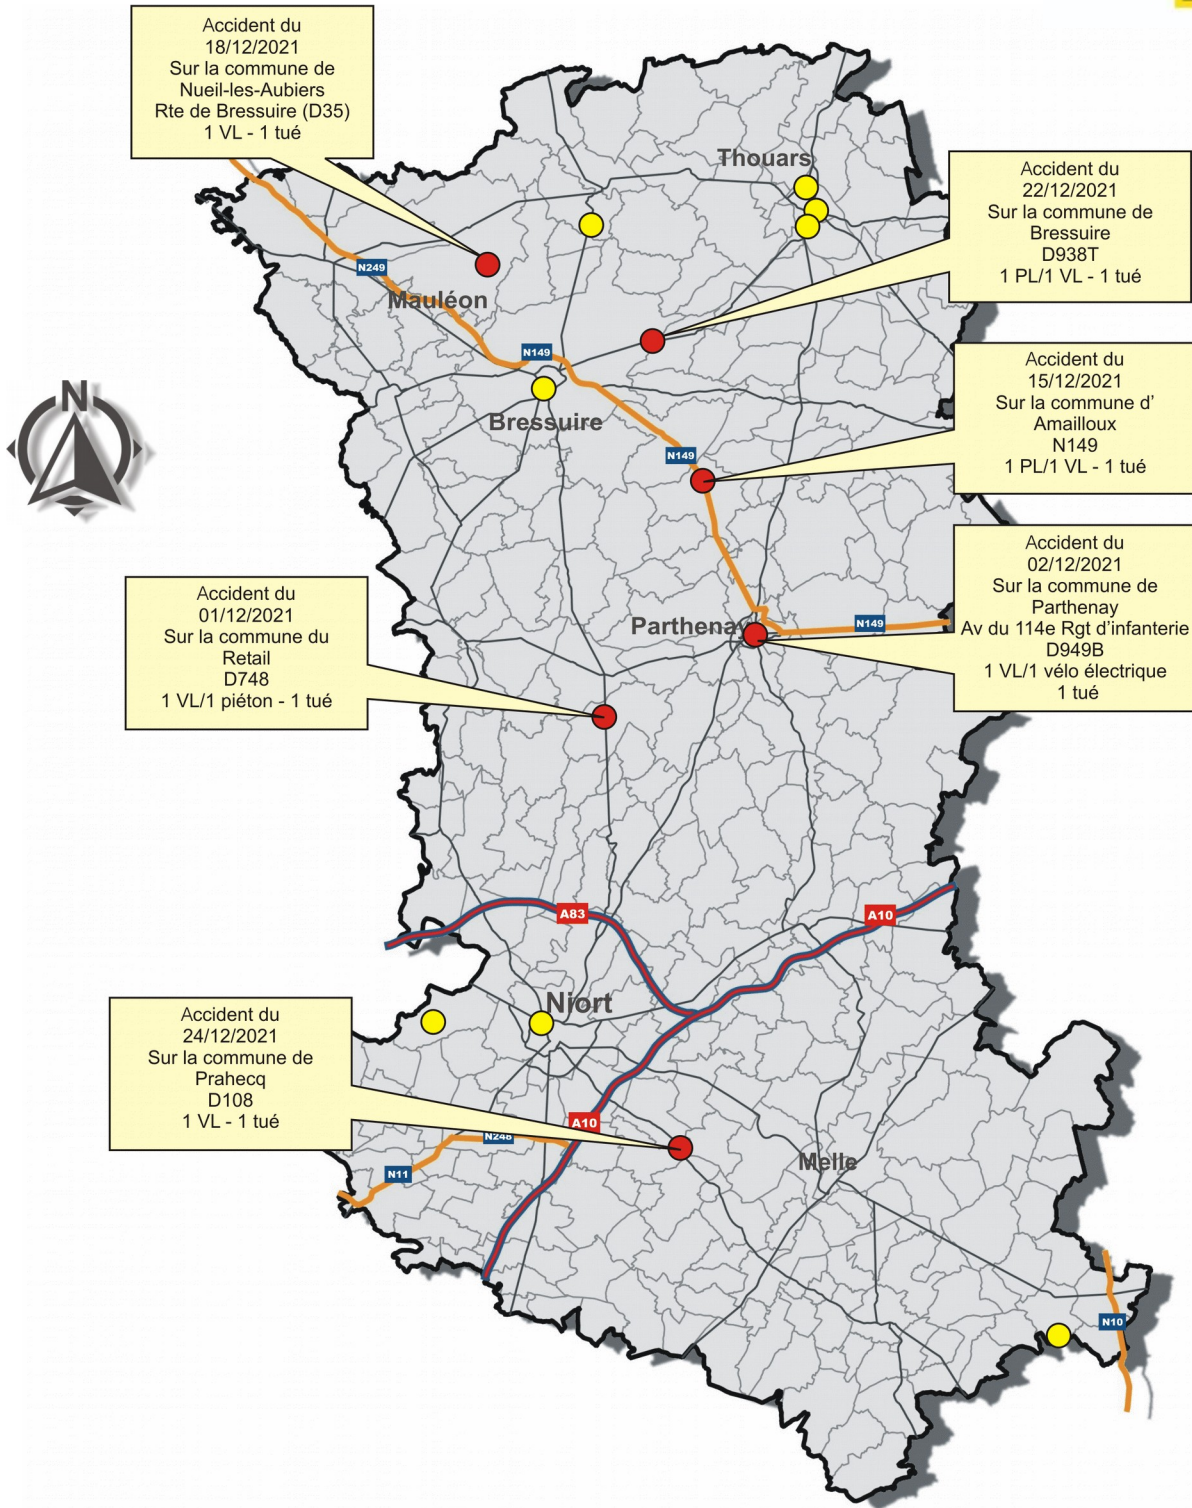 Accident du
18/12/2021
Sur la commune de
Nueil-les-Aubiers
Rte de Bressuire (D35)
1 VL - 1 tué
Thouars
Accident du
22/12/2021
Sur la commune de
Bressuire
D938T
1 PL/1 VL - 1 tué
N249
Mauléon
N149
Bressuire
Accident du
15/12/2021
Sur la commune d'
Amailloux
N149
1 PL/1 VL - 1 tué
N
N149
Accident du
02/12/2021
Sur la commune de
Parthenay
Av du 114e Rgt d'infanterie
D949B
1 VL/1 vélo électrique
1 tué
Parthenay
N149
Accident du
01/12/2021
Sur la commune du
Retail
D748
1 VL/1 piéton - 1 tué
A83
A10
Niort
Accident du
24/12/2021
Sur la commune de
Prahecq
D108
1 VL - 1 tué
A10
N248
N11
Melle
N10